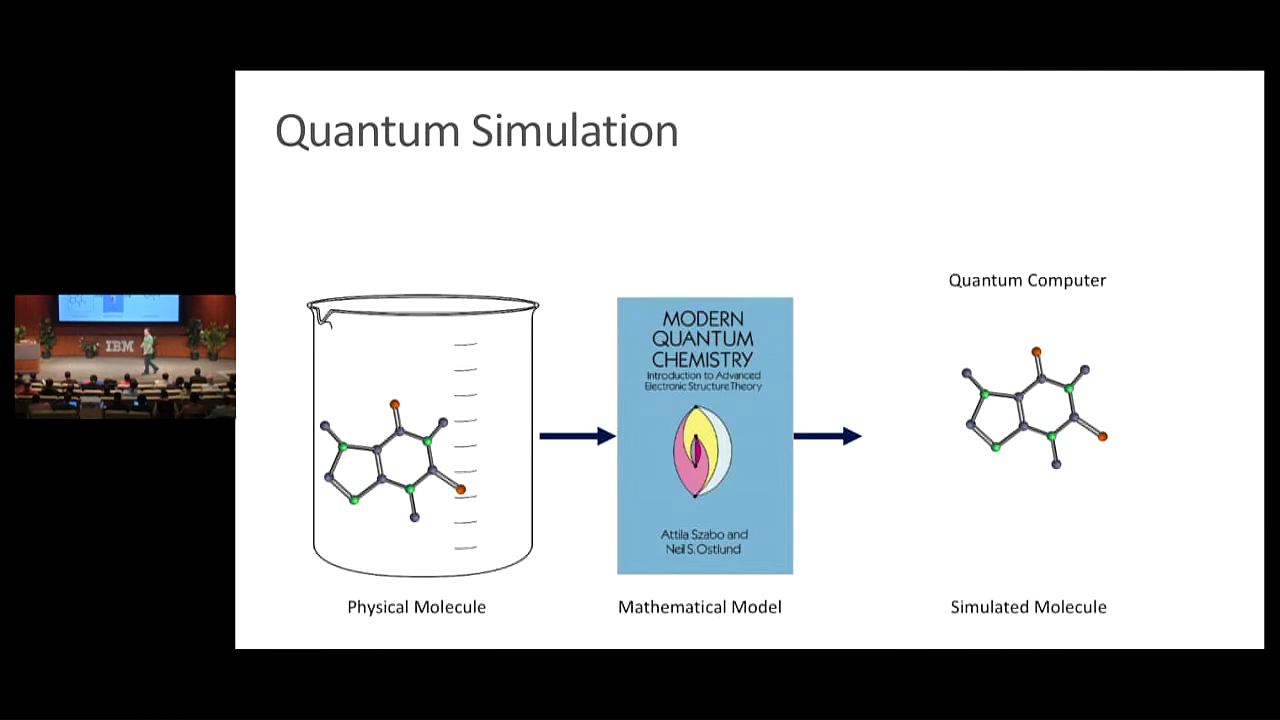 Quantum Simulation
IBM
Quantum Computer
MODERN
QUANTUM
CHEMISTRY
Introduction to Advanced
Electronic Structure Theory
Attila Szabo and
Neil S. Ostlund
Physical Molecule
Mathematical Model
Simulated Molecule